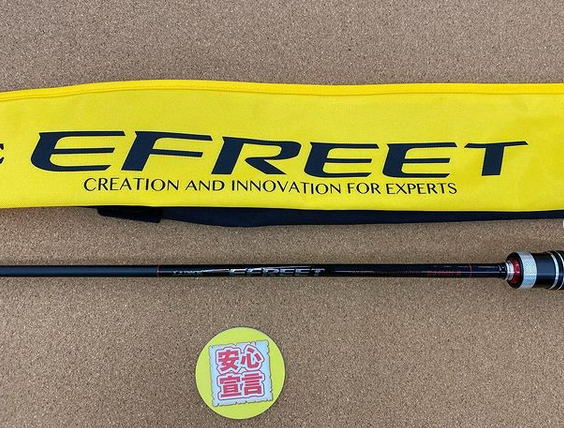 EFREET
CREATION AND INNOVATION FOR EXPERTS
EFREET
安心
宣言